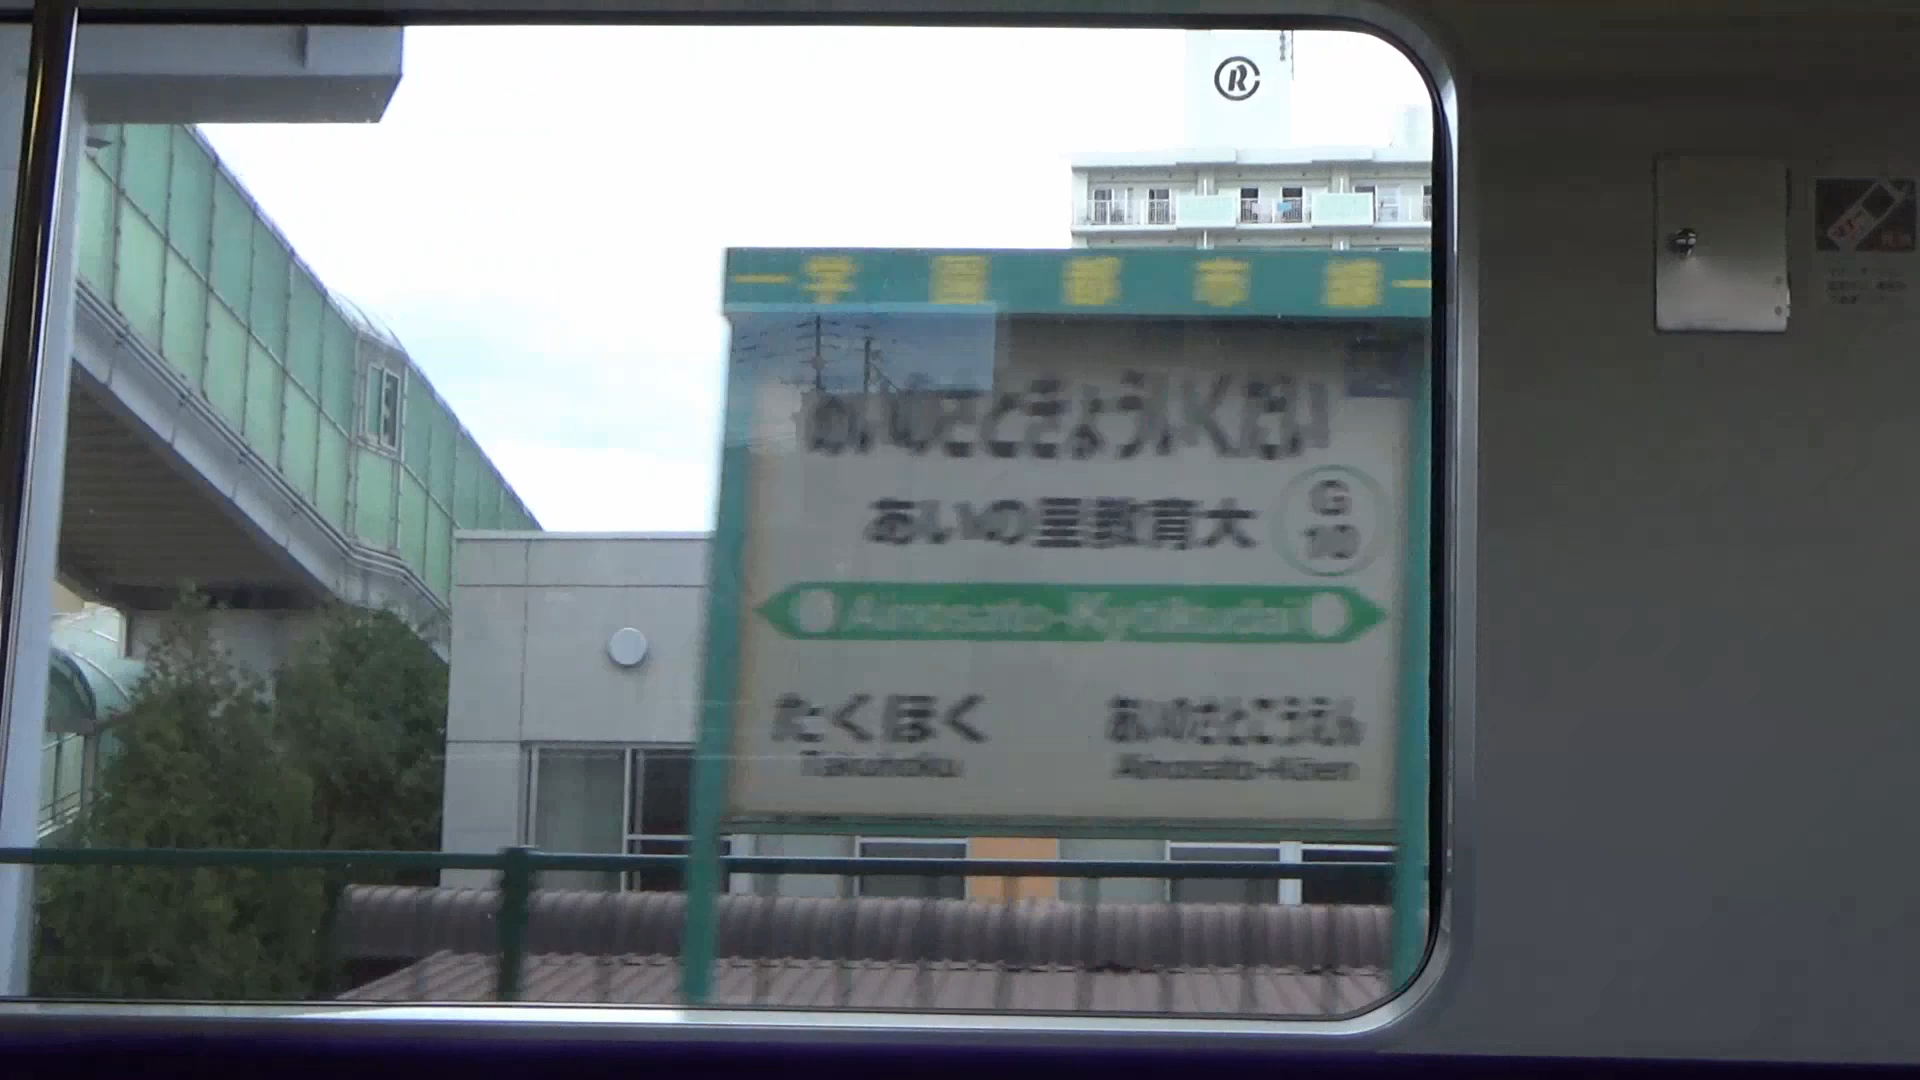 学園都市線
あいのさときょういくだい
あいの里教育大
G
10
Ainosato-Kyōikudai
たくほく
あいのさとこうえん
Takuhoku
Ainosato-Kōen